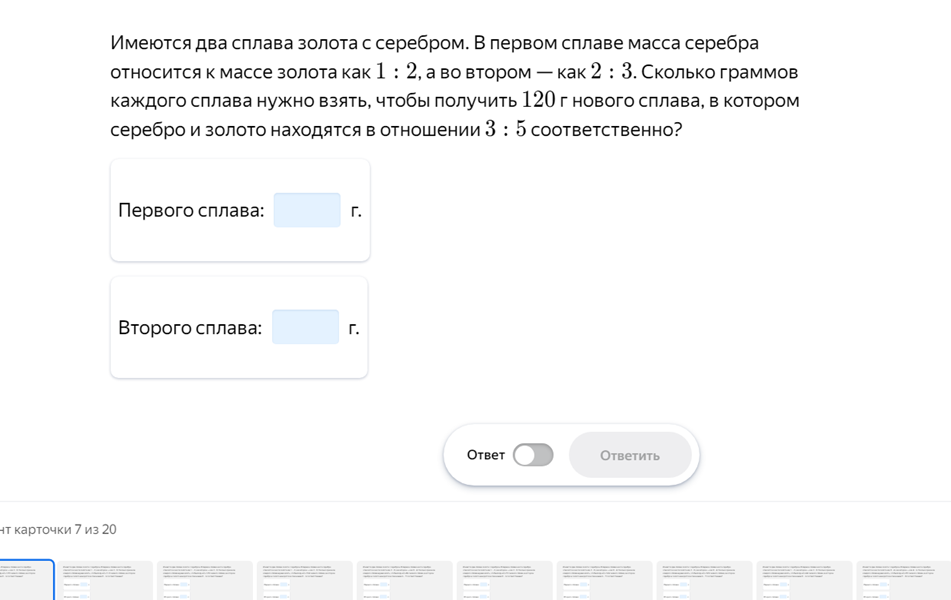 Имеются два сплава золота с серебром. В первом сплаве масса серебра
относится к массе золота как 1 : 2, а во втором — как 2 : 3. Сколько граммов
каждого сплава нужно взять, чтобы получить 120 г нового сплава, в котором
серебро и золото находятся в отношении 3 : 5 соответственно?
Первого сплава: г.
Второго сплава: г.
Ответ Ответить
нт карточки 7 из 20